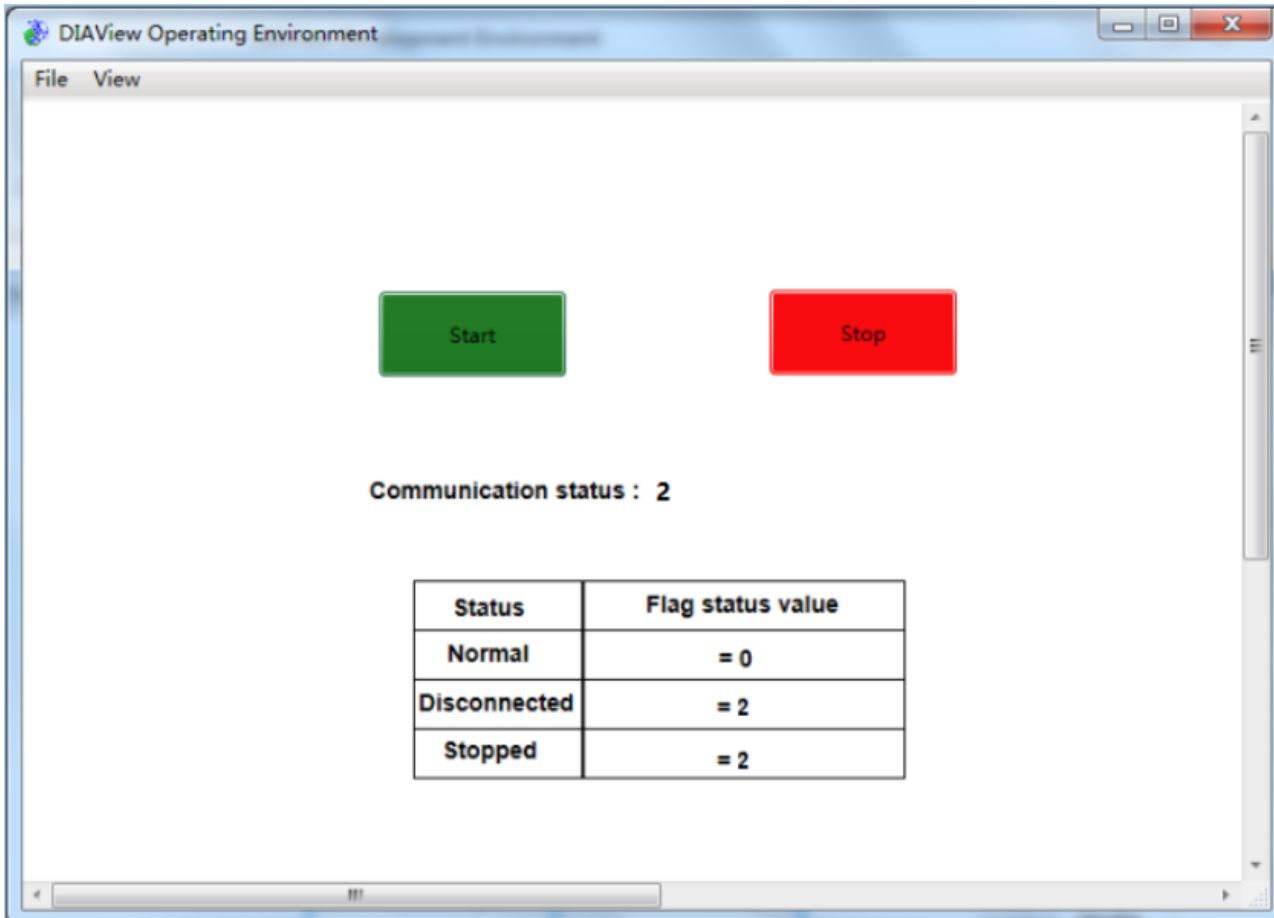 DIAView Operating Environment
File View
Start Stop
Communication status : 2
Status Flag status value
Normal = 0
Disconnected = 2
Stopped = 2